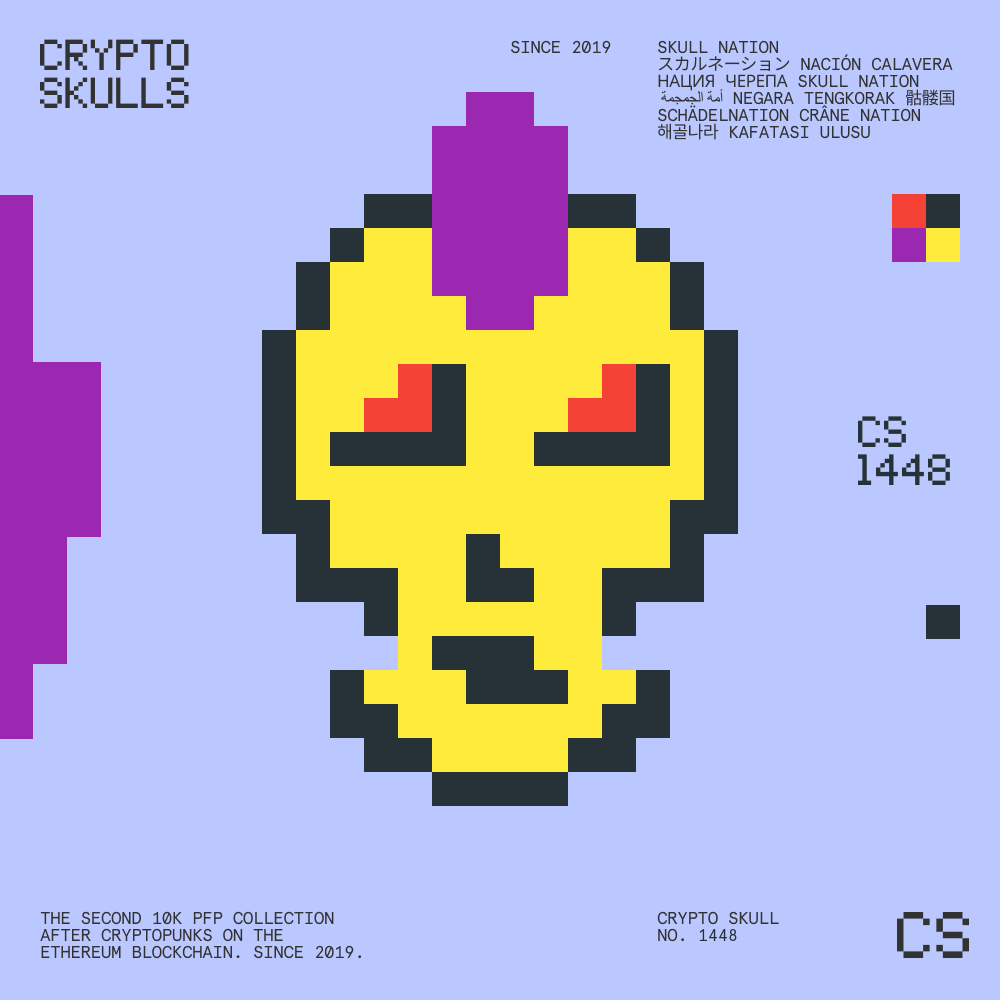 CRYPTO
SKULLS
SINCE 2019
SKULL NATION
スカルネーション NACIÓN CALAVERA
НАЦИЯ ЧЕРЕПА SKULL NATION
أمة الجمجمة NEGARA TENGKORAK 骷髅国
SCHÄDELNATION CRÂNE NATION
해골나라 KAFATASI ULUSU
CS
1448
THE SECOND 10K PFP COLLECTION
AFTER CRYPTOPUNKS ON THE
ETHEREUM BLOCKCHAIN. SINCE 2019.
CRYPTO SKULL
NO. 1448
CS